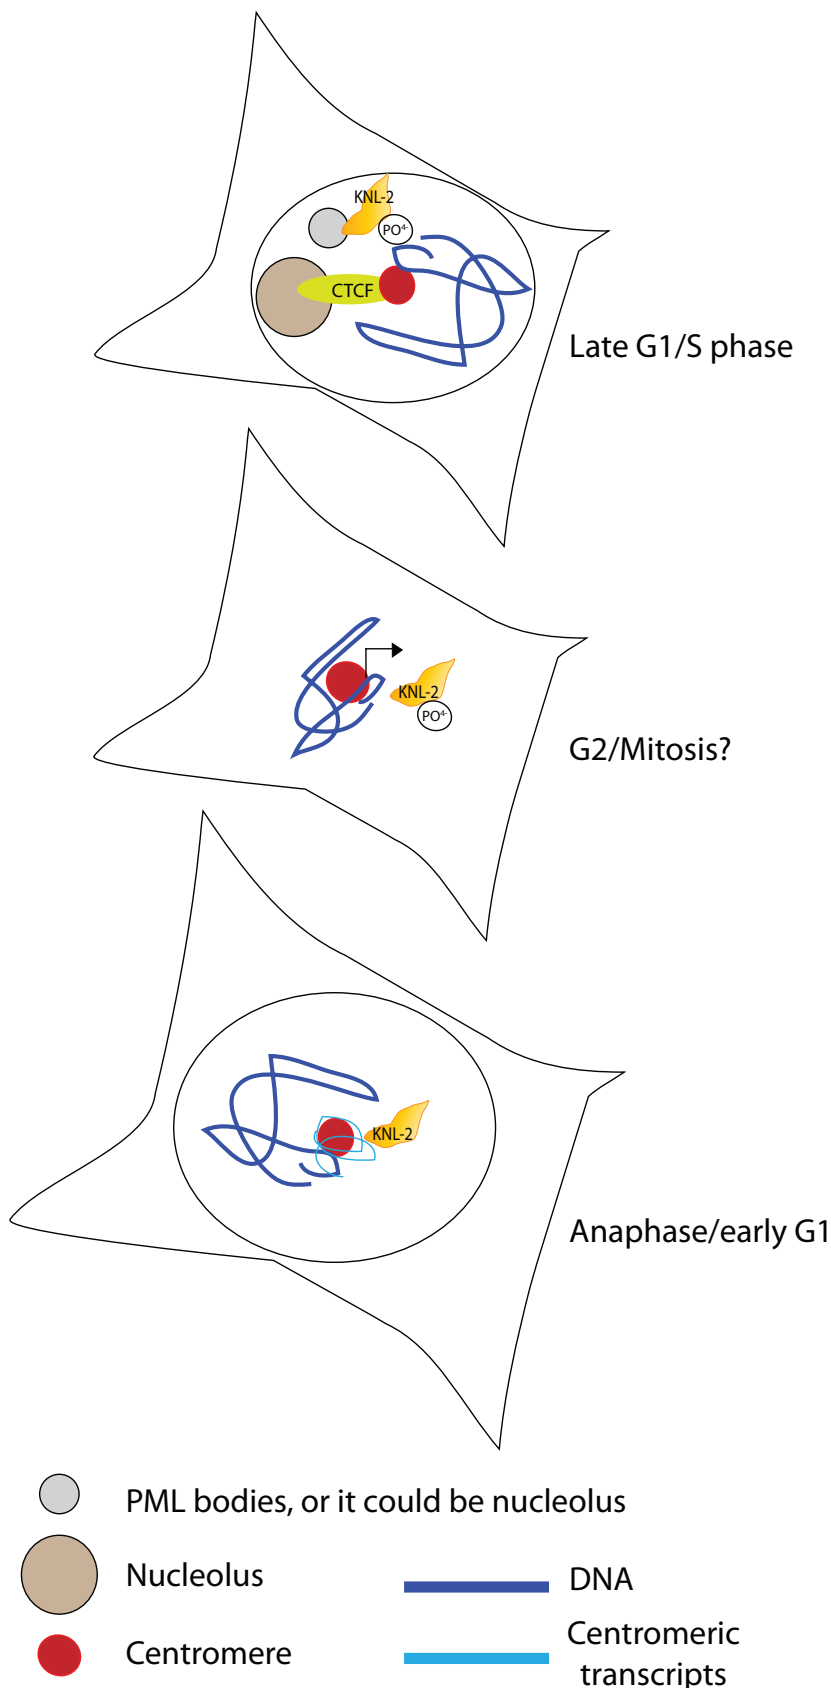 KNL-2
PO⁴⁻
CTCF
Late G1/S phase
KNL-2
PO⁴⁻
G2/Mitosis?
KNL-2
Anaphase/early G1
PML bodies, or it could be nucleolus
Nucleolus
DNA
Centromere
Centromeric
transcripts